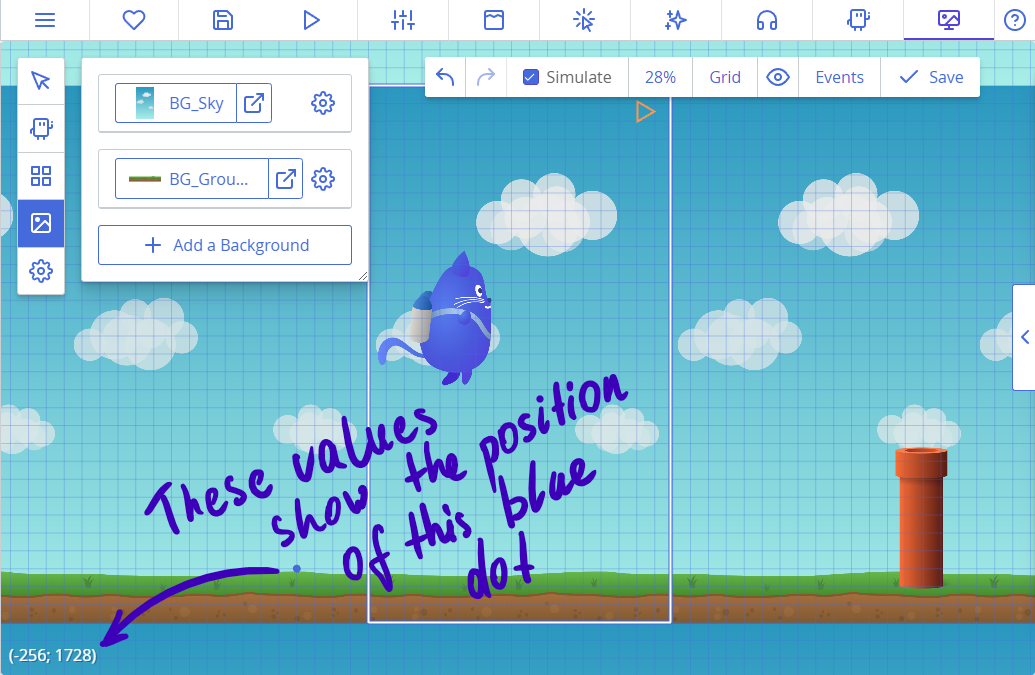 Simulate
28%
Grid
Events
Save
BG_Sky
BG_Grou...
Add a Background
These values
show the position
of this blue
dot
(-256; 1728)